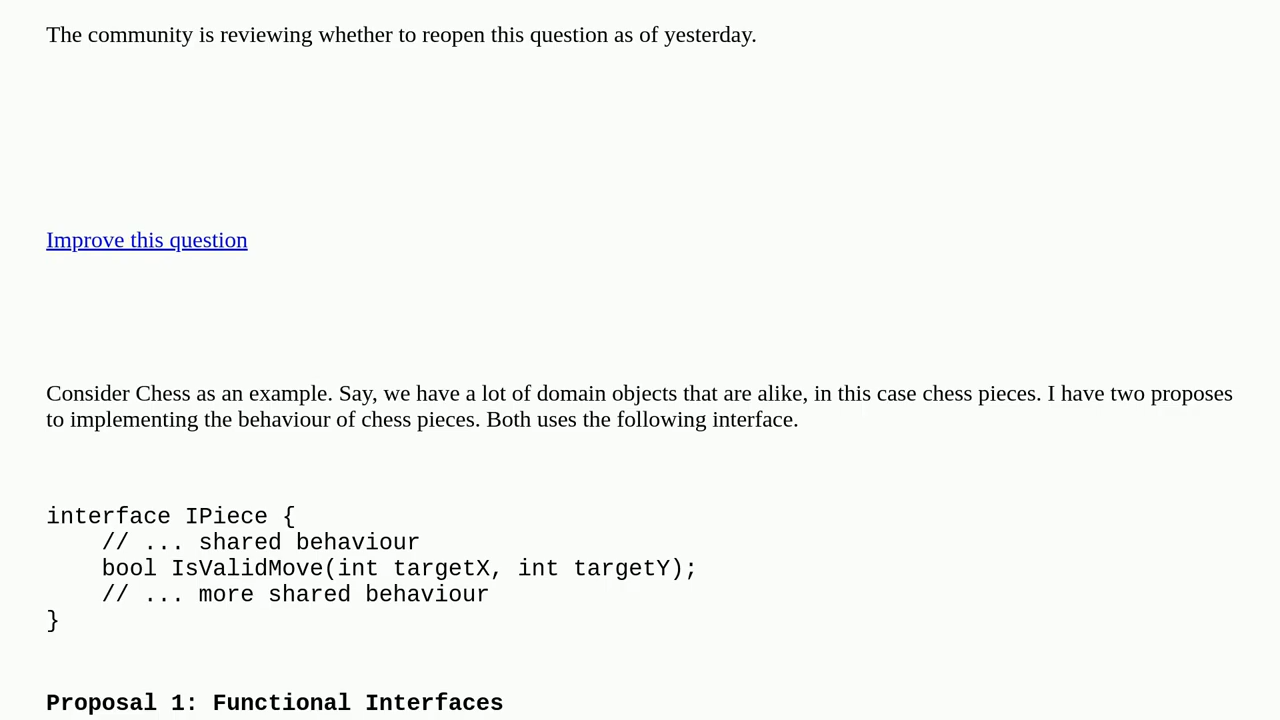 The community is reviewing whether to reopen this question as of yesterday.
Improve this question
Consider Chess as an example. Say, we have a lot of domain objects that are alike, in this case chess pieces. I have two proposes
to implementing the behaviour of chess pieces. Both uses the following interface.
interface IPiece {
    // ... shared behaviour
    bool IsValidMove(int targetX, int targetY);
    // ... more shared behaviour
}
Proposal 1: Functional Interfaces